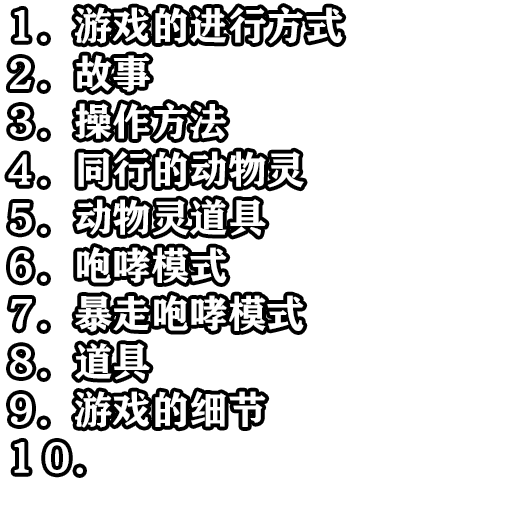 1. 游戏的进行方式
2. 故事
3. 操作方法
4. 同行的动物灵
5. 动物灵道具
6. 咆哮模式
7. 暴走咆哮模式
8. 道具
9. 游戏的细节
10.